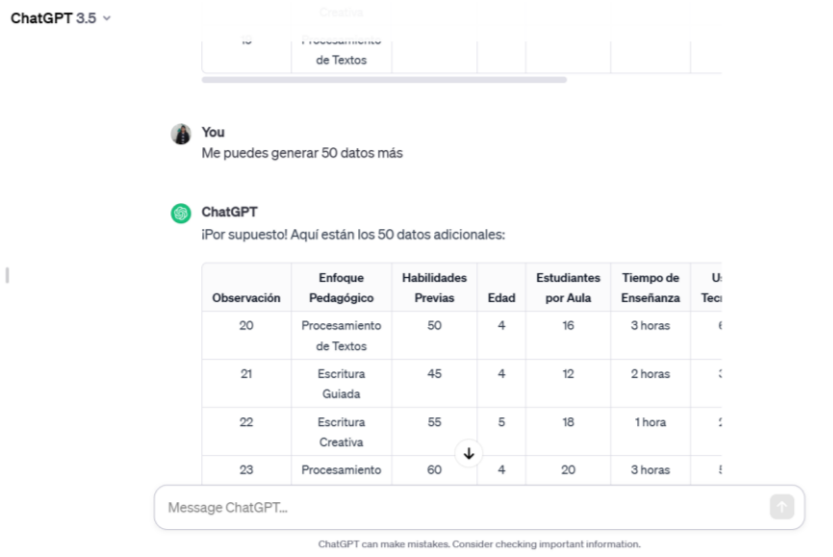 ChatGPT 3.5
Creativa
19 Procesamiento
de Textos
You
Me puedes generar 50 datos más
ChatGPT
¡Por supuesto! Aquí están los 50 datos adicionales:
Enfoque Habilidades Estudiantes Tiempo de
Observación Pedagógico Previas Edad por Aula Enseñanza
20 Procesamiento 50 4 16 3 horas
de Textos
21 Escritura 45 4 12 2 horas
Guiada
22 Escritura 55 5 18 1 hora
Creativa
23 Procesamiento 60 4 20 3 horas
Message ChatGPT...
ChatGPT can make mistakes. Consider checking important information.